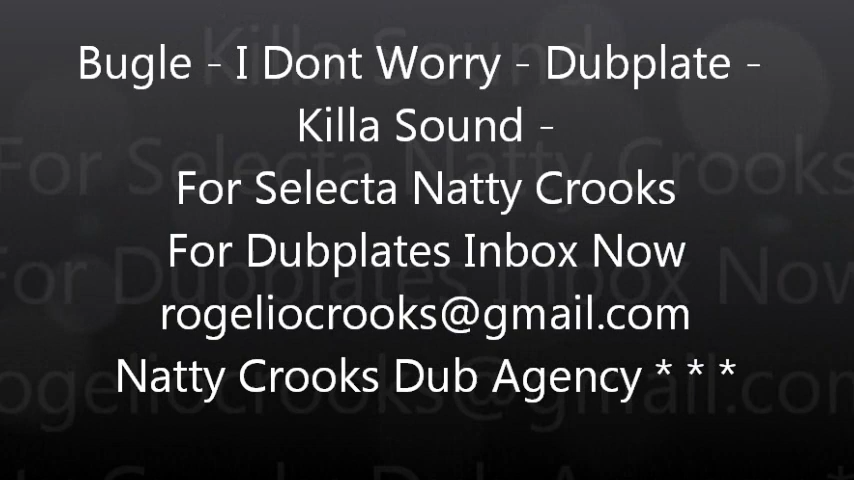 Bugle - I Dont Worry - Dubplate -
Killa Sound -
For Selecta Natty Crooks
For Dubplates Inbox Now
rogeliocrooks@gmail.com
Natty Crooks Dub Agency * * *